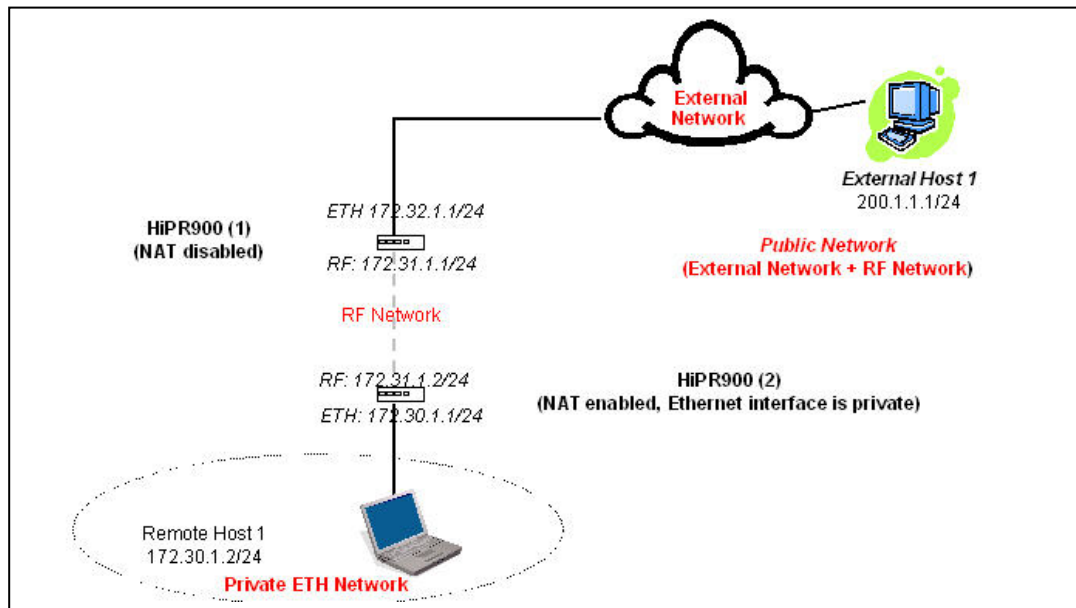 External
Network
External Host 1
200.1.1.1/24
ETH 172.32.1.1/24
HiPR900 (1)
(NAT disabled)
RF: 172.31.1.1/24
Public Network
(External Network + RF Network)
RF Network
RF: 172.31.1.2/24
ETH: 172.30.1.1/24
HiPR900 (2)
(NAT enabled, Ethernet interface is private)
Remote Host 1
172.30.1.2/24
Private ETH Network